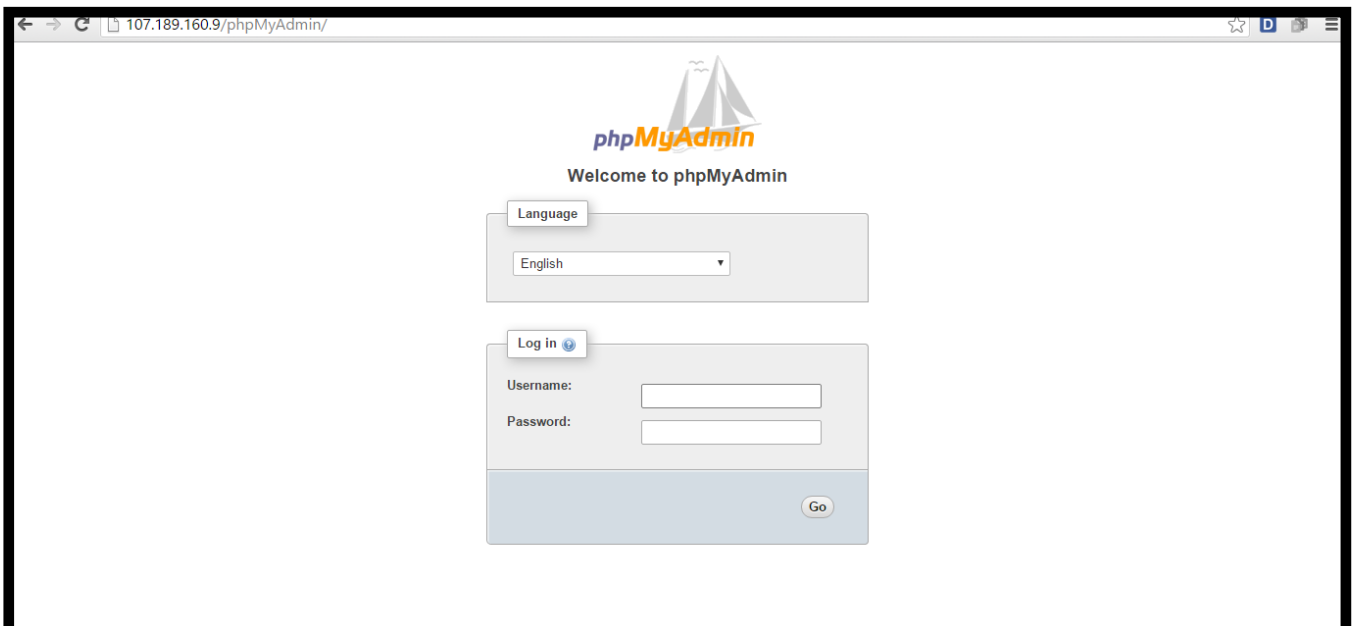 107.189.160.9/phpMyAdmin/
D
phpMyAdmin
Welcome to phpMyAdmin
Language
English
Log in
Username:
Password:
Go